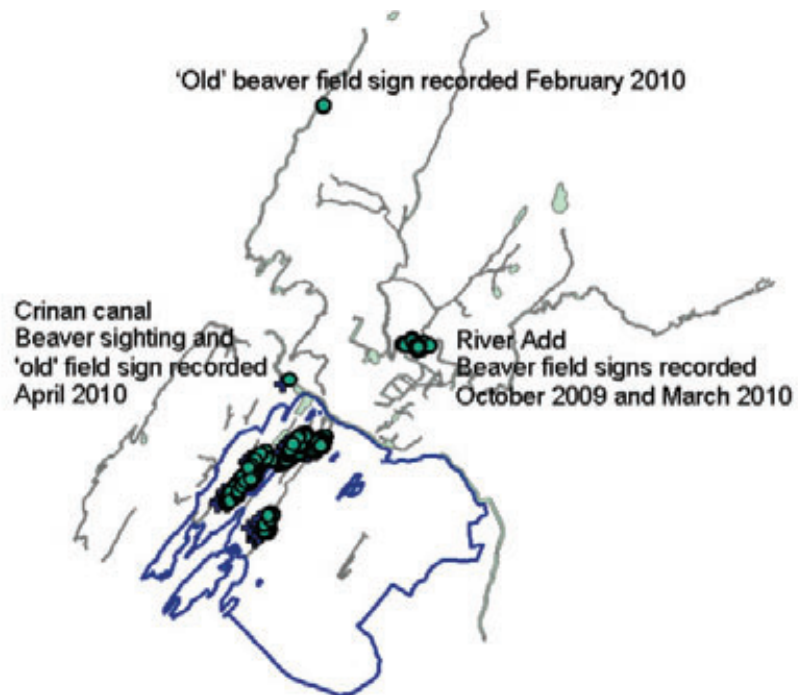 'Old' beaver field sign recorded February 2010
Crinan canal
Beaver sighting and
'old' field sign recorded
April 2010
River Add
Beaver field signs recorded
October 2009 and March 2010